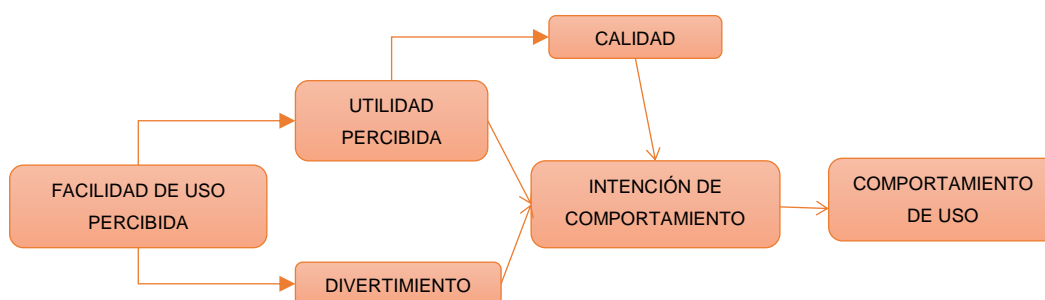 CALIDAD
UTILIDAD
PERCIBIDA
FACILIDAD DE USO
PERCIBIDA
INTENCIÓN DE
COMPORTAMIENTO
COMPORTAMIENTO
DE USO
DIVERTIMIENTO